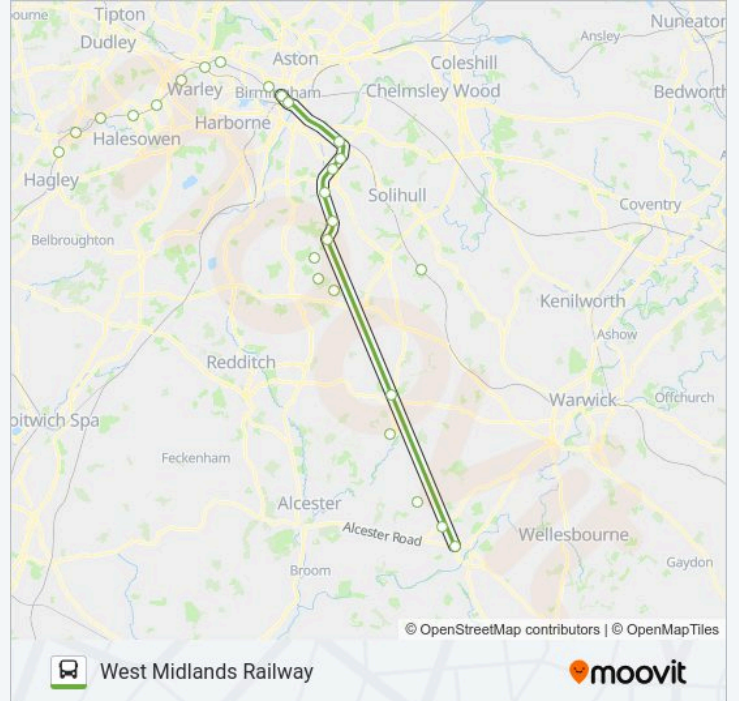 Tipton
Nuneaton
Dudley
Aston
Ansley
Coleshill
Warley
Birmingham
Chelmsley Wood
Bedworth
Harborne
Halesowen
Hagley
Solihull
Coventry
Belbroughton
Kenilworth
Ashow
Redditch
Warwick
Offchurch
oitwich Spa
Feckenham
Alcester
Alcester Road
Wellesbourne
Broom
Gaydon
© OpenStreetMap contributors | © OpenMapTiles
West Midlands Railway
moovit